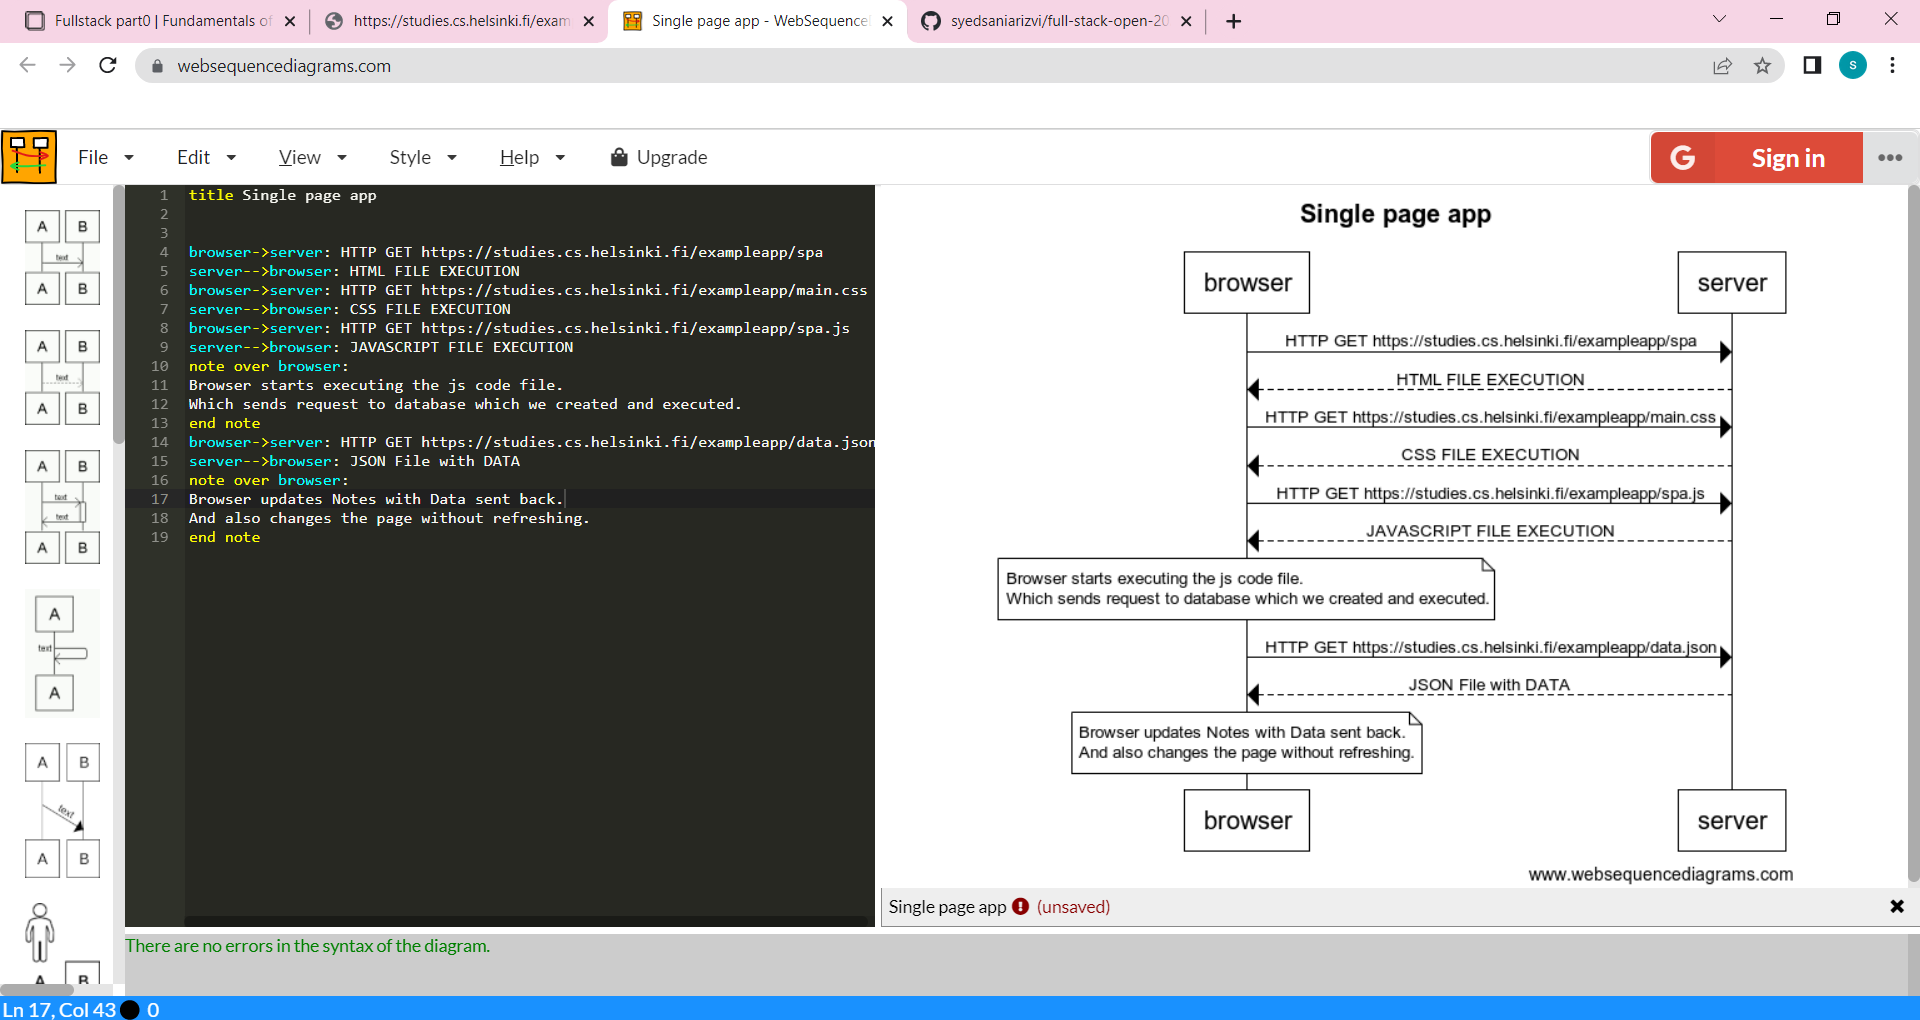 Fullstack part0 | Fundamentals of
https://studies.cs.helsinki.fi/exam
Single page app - WebSequence
syedsaniarizvi/full-stack-open-20
websequencediagrams.com
s
File
Edit
View
Style
Help
Upgrade
G
Sign in
A B
text
A B
A B
text
A B
A B
text
text
A B
A
text
A
A B
text
A B
A B
1 title Single page app
2
3
4 browser->server: HTTP GET https://studies.cs.helsinki.fi/exampleapp/spa
5 server-->browser: HTML FILE EXECUTION
6 browser->server: HTTP GET https://studies.cs.helsinki.fi/exampleapp/main.css
7 server-->browser: CSS FILE EXECUTION
8 browser->server: HTTP GET https://studies.cs.helsinki.fi/exampleapp/spa.js
9 server-->browser: JAVASCRIPT FILE EXECUTION
10 note over browser:
11 Browser starts executing the js code file.
12 Which sends request to database which we created and executed.
13 end note
14 browser->server: HTTP GET https://studies.cs.helsinki.fi/exampleapp/data.json
15 server-->browser: JSON File with DATA
16 note over browser:
17 Browser updates Notes with Data sent back.
18 And also changes the page without refreshing.
19 end note
Single page app
browser server
HTTP GET https://studies.cs.helsinki.fi/exampleapp/spa
HTML FILE EXECUTION
HTTP GET https://studies.cs.helsinki.fi/exampleapp/main.css
CSS FILE EXECUTION
HTTP GET https://studies.cs.helsinki.fi/exampleapp/spa.js
JAVASCRIPT FILE EXECUTION
Browser starts executing the js code file.
Which sends request to database which we created and executed.
HTTP GET https://studies.cs.helsinki.fi/exampleapp/data.json
JSON File with DATA
Browser updates Notes with Data sent back.
And also changes the page without refreshing.
browser server
www.websequencediagrams.com
Single page app (unsaved)
There are no errors in the syntax of the diagram.
Ln 17, Col 43 0